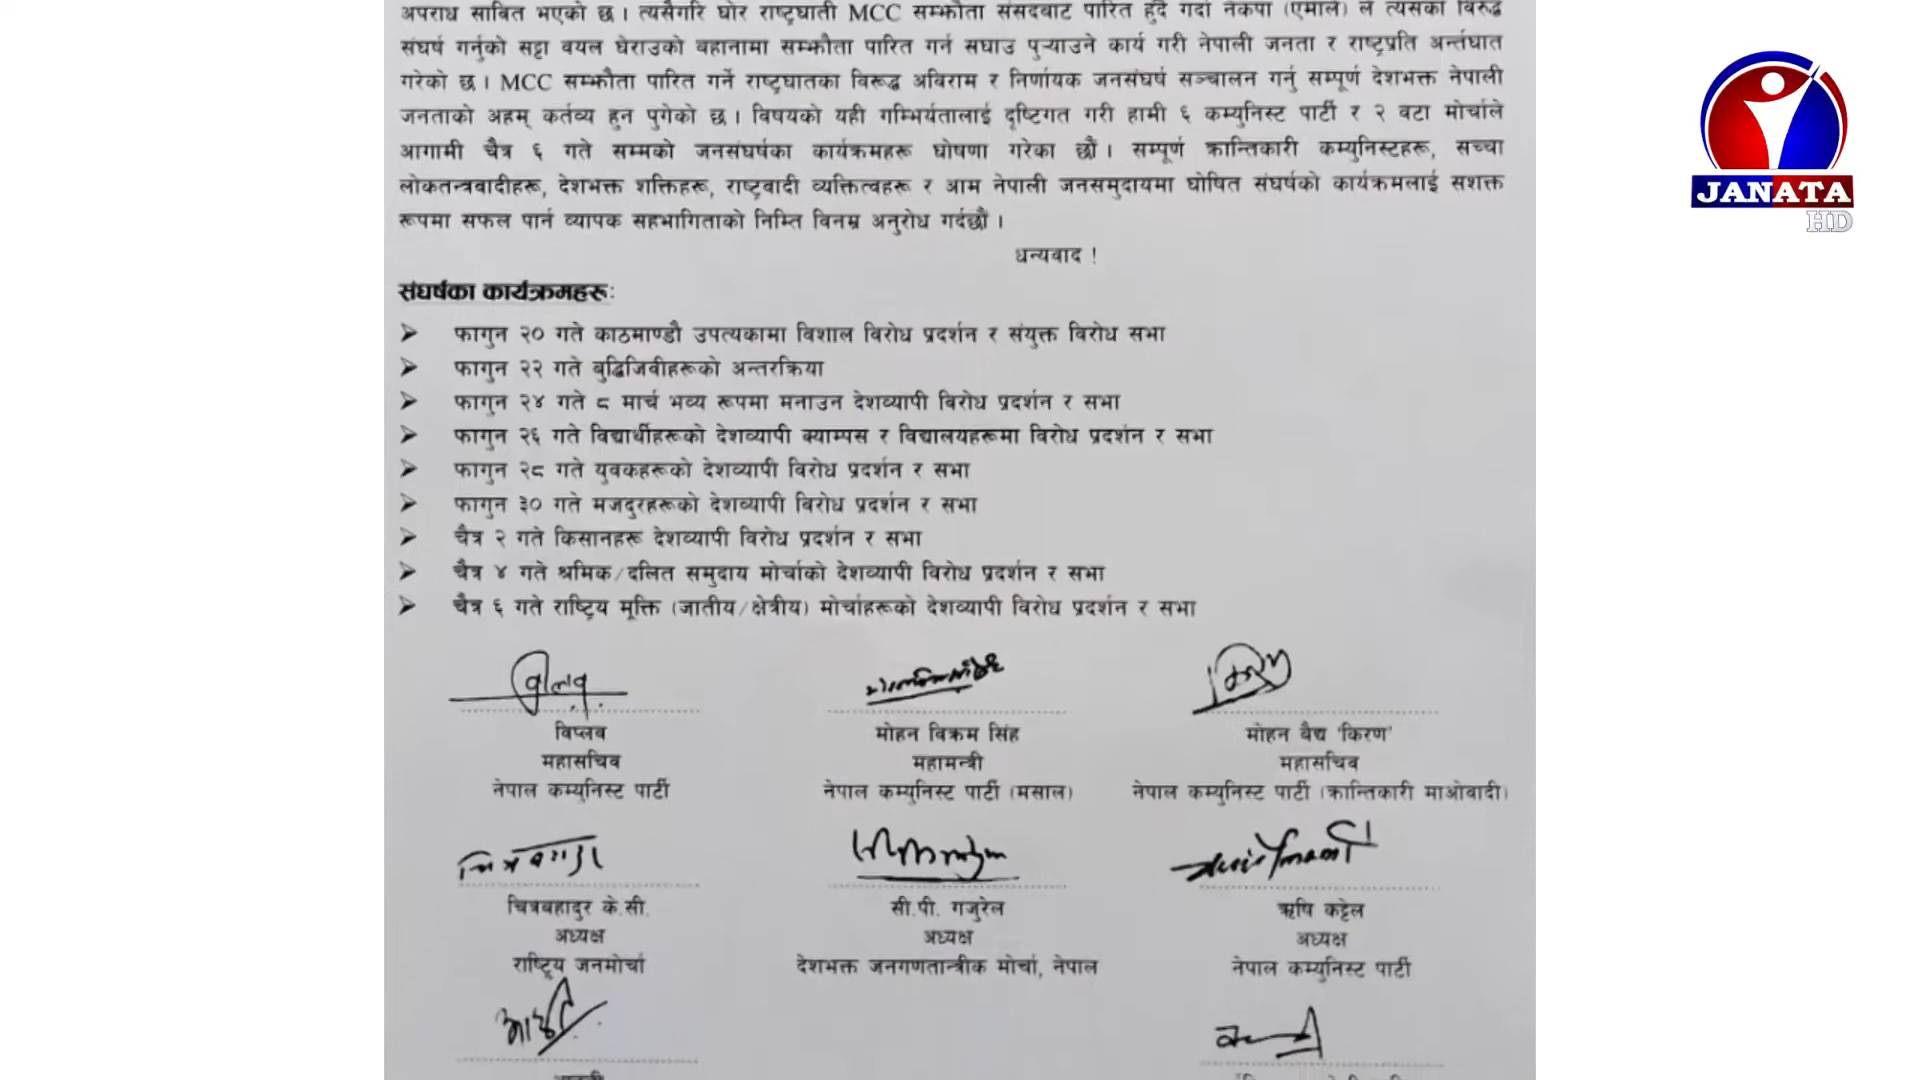 अपराध साबित भएको छ । त्यसैगरि घोर राष्ट्रघाती MCC सम्झौता संसदबाट पारित हुँदै गर्दा नेकपा (एमाले) ले त्यसको विरुद्ध
संघर्ष गर्नुको सट्टा बयल घेराउको बहानामा सम्झौता पारित गर्न सघाउ पुऱ्याउने कार्य गरी नेपाली जनता र राष्ट्रप्रति अर्न्तघात
गरेको छ । MCC सम्झौता पारित गर्ने राष्ट्रघातका विरूद्ध अविराम र निर्णायक जनसंघर्ष सञ्चालन गर्नु सम्पूर्ण देशभक्त नेपाली
जनताको अहम् कर्तव्य हुन पुगेको छ । विषयको यही गम्भिर्यतालाई दृष्टिगत गरी हामी ६ कम्युनिस्ट पार्टी र २ वटा मोर्चाले
आगामी चैत्र ६ गते सम्मको जनसंघर्षका कार्यक्रमहरू घोषणा गरेका छौं । सम्पूर्ण क्रान्तिकारी कम्युनिस्टहरू, सच्चा
लोकतन्त्रवादीहरू, देशभक्त शक्तिहरू, राष्ट्रवादी व्यक्तित्वहरू र आम नेपाली जनसमुदायमा घोषित संघर्षको कार्यक्रमलाई सशक्त
रूपमा सफल पार्न व्यापक सहभागिताको निम्ति विनम्र अनुरोध गर्दछौं ।
धन्यवाद !
संघर्षका कार्यक्रमहरू:
➤ फागुन २० गते काठमाण्डौ उपत्यकामा विशाल विरोध प्रदर्शन र संयुक्त विरोध सभा
➤ फागुन २२ गते बुद्धिजिवीहरूको अन्तरक्रिया
➤ फागुन २४ गते ८ मार्च भव्य रूपमा मनाउन देशव्यापी विरोध प्रदर्शन र सभा
➤ फागुन २६ गते विद्यार्थीहरूको देशव्यापी क्याम्पस र विद्यालयहरूमा विरोध प्रदर्शन र सभा
➤ फागुन २८ गते युवकहरूको देशव्यापी विरोध प्रदर्शन र सभा
➤ फागुन ३० गते मजदुरहरूको देशव्यापी विरोध प्रदर्शन र सभा
➤ चैत्र २ गते किसानहरू देशव्यापी विरोध प्रदर्शन र सभा
➤ चैत्र ४ गते श्रमिक/दलित समुदाय मोर्चाको देशव्यापी विरोध प्रदर्शन र सभा
➤ चैत्र ६ गते राष्ट्रिय मूक्ति (जातीय/क्षेत्रीय) मोर्चाहरूको देशव्यापी विरोध प्रदर्शन र सभा
विप्लव
महासचिव
नेपाल कम्युनिस्ट पार्टी
मोहन विक्रम सिंह
महामन्त्री
नेपाल कम्युनिस्ट पार्टी (मसाल)
मोहन बैद्य 'किरण'
महासचिव
नेपाल कम्युनिस्ट पार्टी (क्रान्तिकारी माओवादी)
चित्रबहादुर के.सी.
अध्यक्ष
राष्ट्रिय जनमोर्चा
सी.पी. गजुरेल
अध्यक्ष
देशभक्त जनगणतान्त्रीक मोर्चा, नेपाल
ऋषि कट्टेल
अध्यक्ष
नेपाल कम्युनिस्ट पार्टी
JANATA
HD